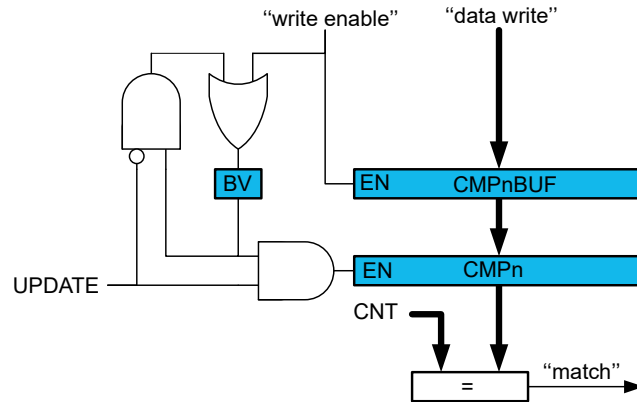 “write enable”
“data write”
BV
EN
CMPnBUF
EN
CMPn
UPDATE
CNT
=
“match”